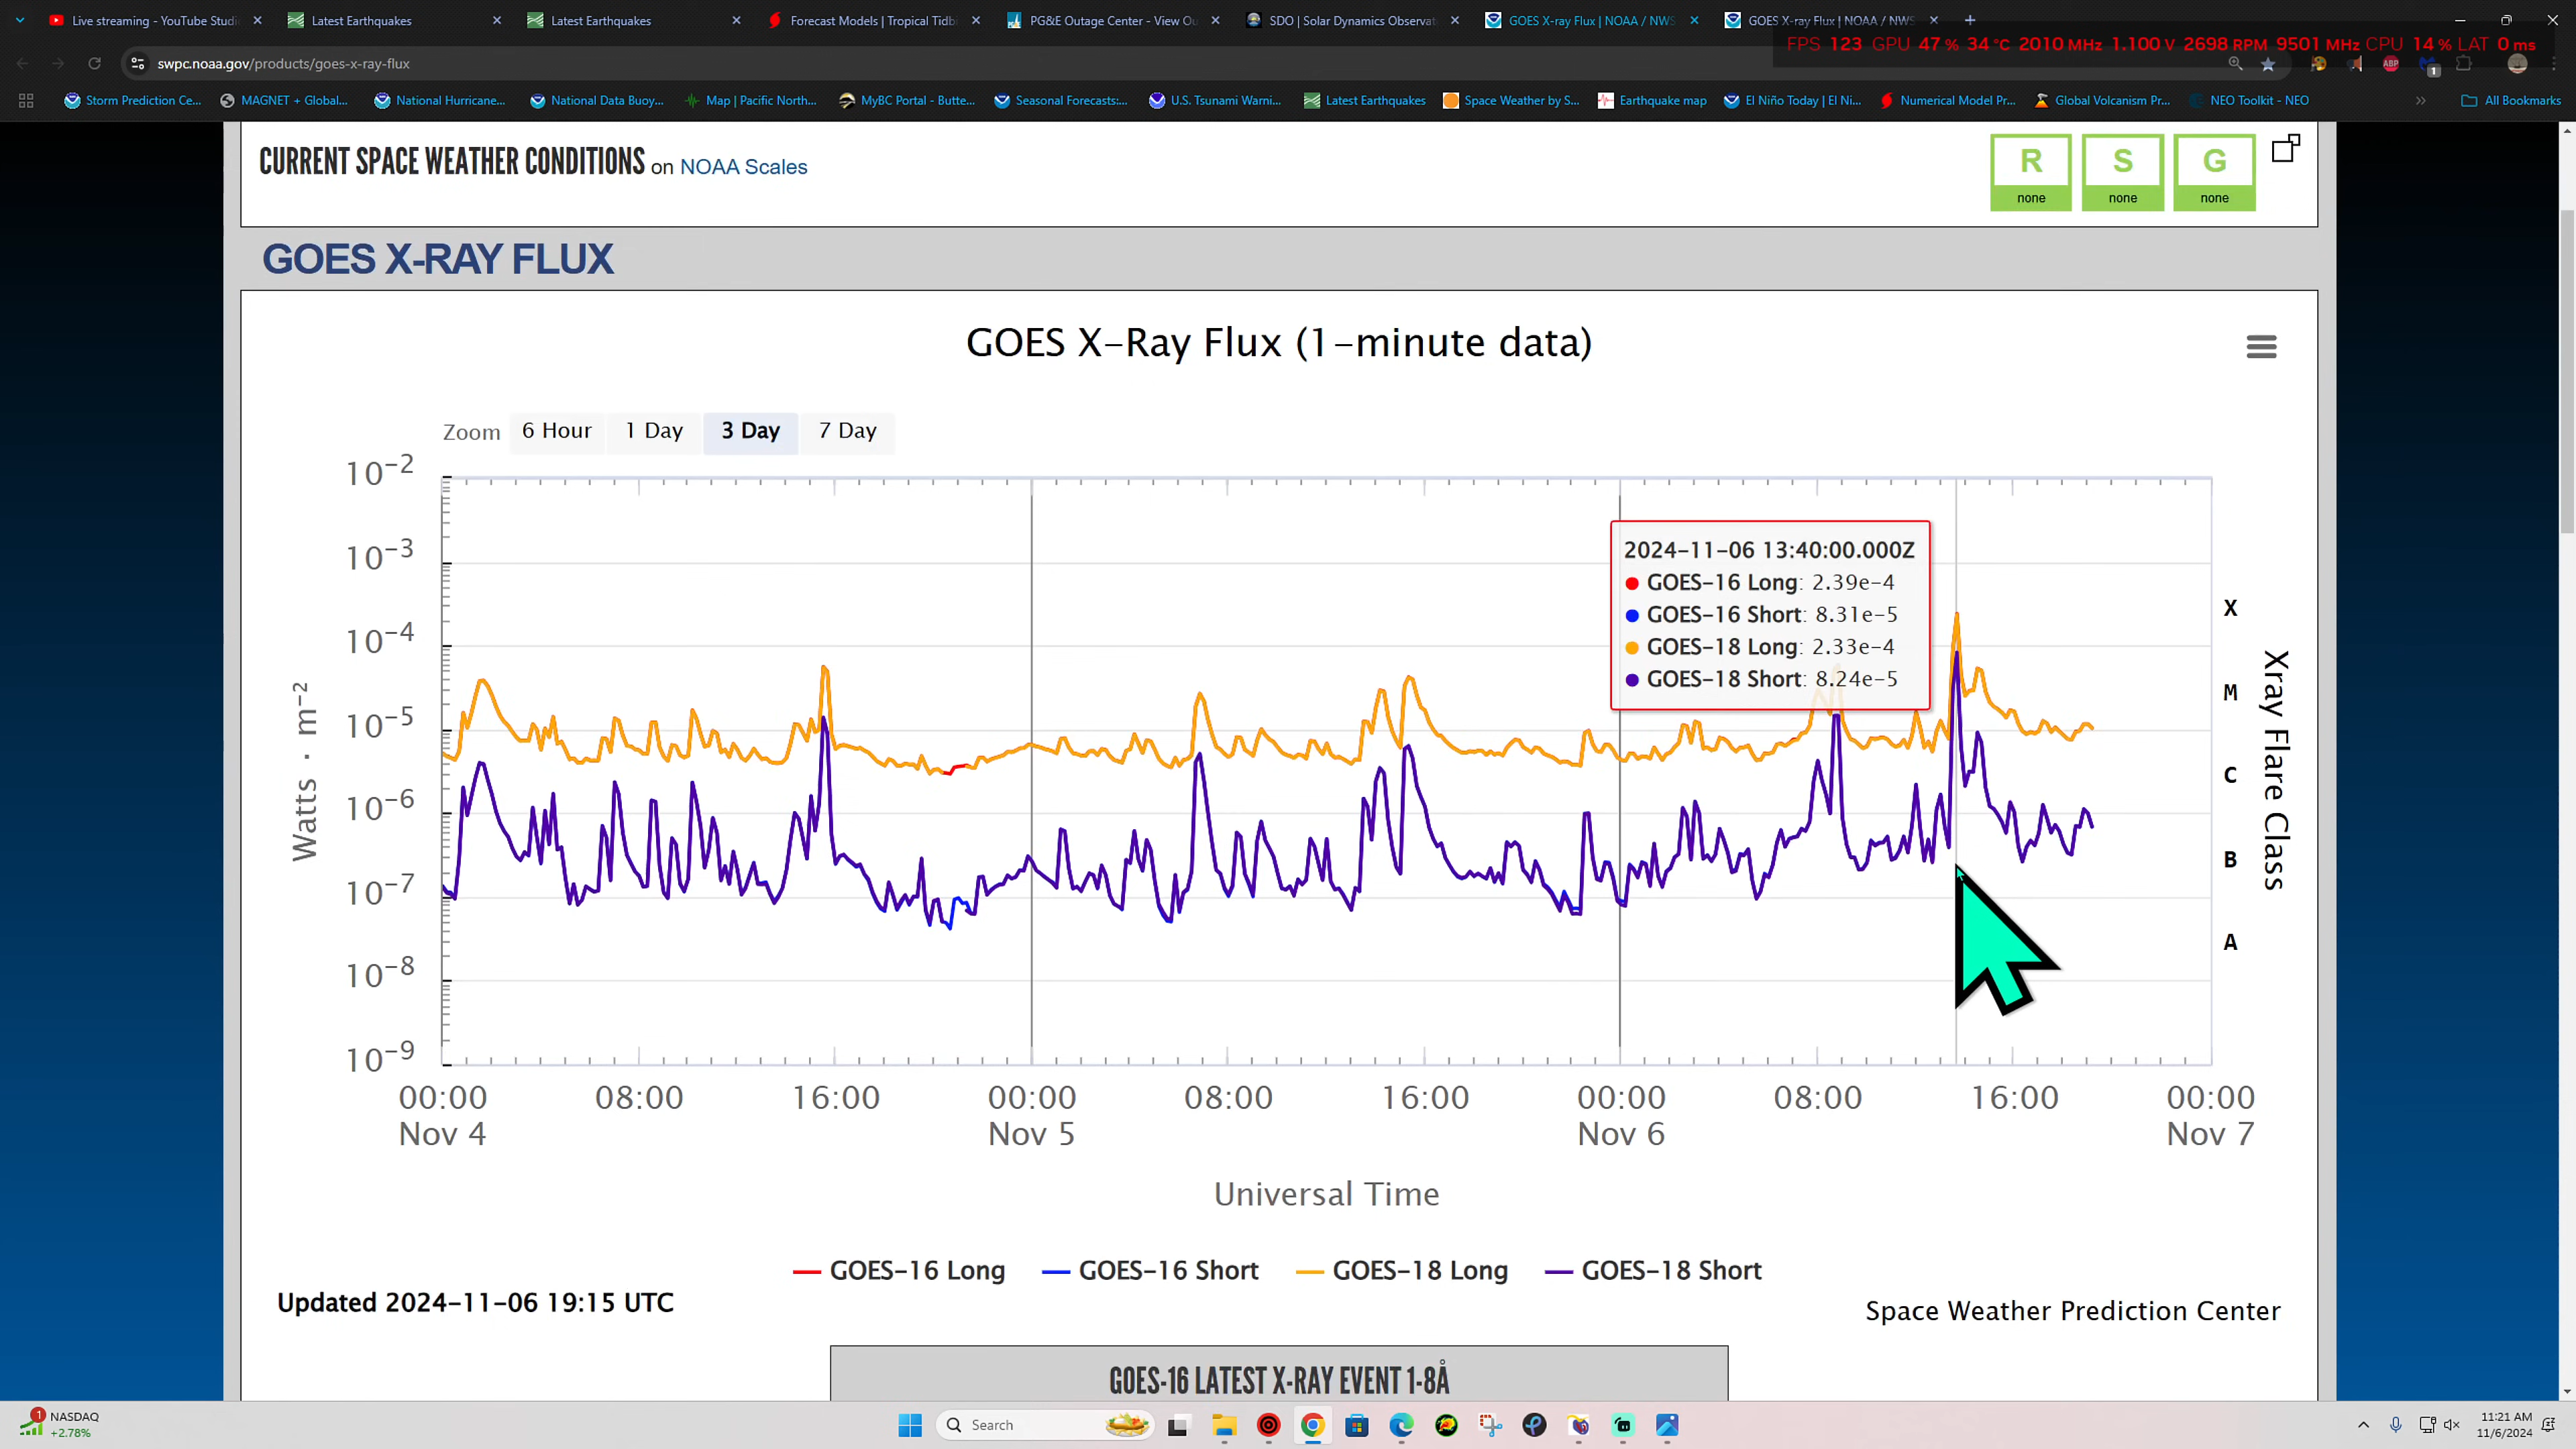 Live streaming - YouTube Studi
Latest Earthquakes
Latest Earthquakes
Forecast Models | Tropical Tidbi
PG&E Outage Center - View Ou
SDO | Solar Dynamics Observat
GOES X-ray Flux | NOAA / NWS
GOES X-ray Flux | NOAA / NWS
FPS 123 GPU 47 % 34 °C 2010 MHz 1.100 V 2698 RPM 9501 MHz CPU 14 % LAT 0 ms
swpc.noaa.gov/products/goes-x-ray-flux
ABP
1
Storm Prediction Ce...
MAGNET + Global...
National Hurricane...
National Data Buoy...
Map | Pacific North...
MyBC Portal - Butte...
Seasonal Forecasts:...
U.S. Tsunami Warni...
Latest Earthquakes
Space Weather by S...
Earthquake map
El Niño Today | El Ni...
Numerical Model Pr...
Global Volcanism Pr...
NEO Toolkit - NEO
All Bookmarks
CURRENT SPACE WEATHER CONDITIONS on NOAA Scales
R S G
none none none
GOES X-RAY FLUX
GOES X-Ray Flux (1-minute data)
Zoom 6 Hour 1 Day 3 Day 7 Day
10⁻²
10⁻³
10⁻⁴
10⁻⁵
10⁻⁶
10⁻⁷
10⁻⁸
10⁻⁹
Watts · m⁻²
2024-11-06 13:40:00.000Z
GOES-16 Long: 2.39e-4
GOES-16 Short: 8.31e-5
GOES-18 Long: 2.33e-4
GOES-18 Short: 8.24e-5
X
M
C
B
A
Xray Flare Class
00:00 08:00 16:00 00:00 08:00 16:00 00:00 08:00 16:00 00:00
Nov 4 Nov 5 Nov 6 Nov 7
Universal Time
GOES-16 Long GOES-16 Short GOES-18 Long GOES-18 Short
Updated 2024-11-06 19:15 UTC
Space Weather Prediction Center
GOES-16 LATEST X-RAY EVENT 1-8Å
1
NASDAQ
+2.78%
Search
11:21 AM
11/6/2024